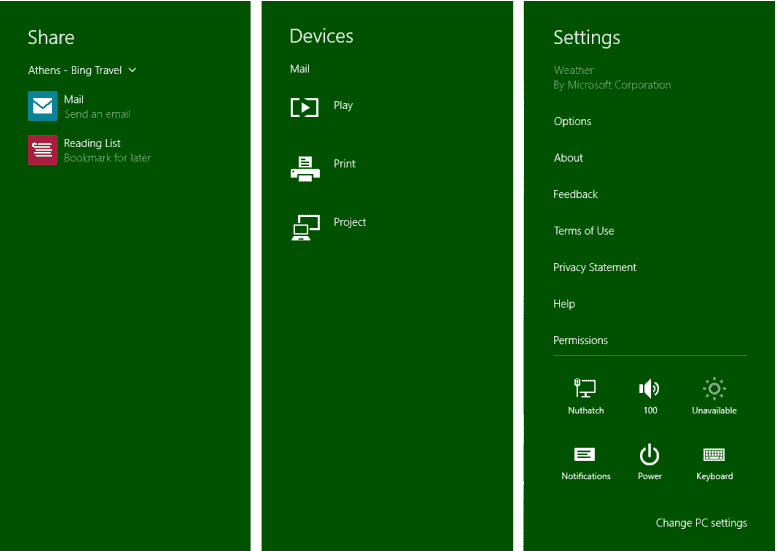 Share
Athens - Bing Travel
Mail
Send an email
Reading List
Bookmark for later
Devices
Mail
Play
Print
Project
Settings
Weather
By Microsoft Corporation
Options
About
Feedback
Terms of Use
Privacy Statement
Help
Permissions
Nuthatch
100
Unavailable
Notifications
Power
Keyboard
Change PC settings